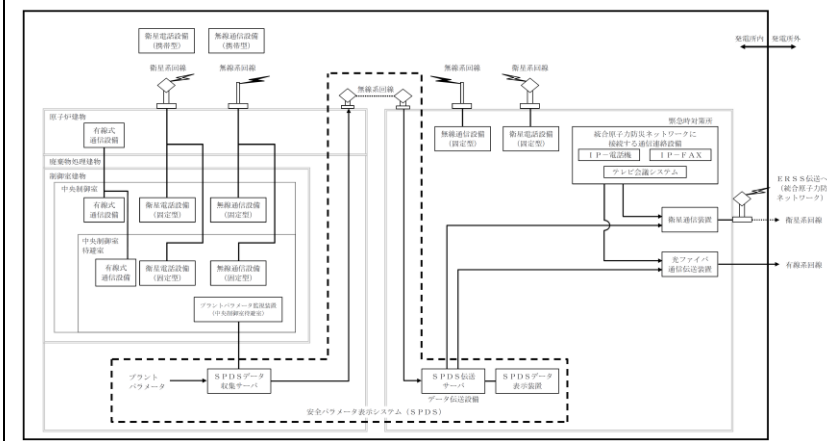 衛星電話設備
（携帯型）
無線通信設備
（携帯型）
発電所内
発電所外
衛星系回線
無線系回線
無線系回線
無線系回線
衛星系回線
原子炉建物
有線式
通信設備
廃棄物処理建物
制御室建物
中央制御室
有線式
通信設備
衛星電話設備
（固定型）
無線通信設備
（固定型）
中央制御室
待避室
有線式
通信設備
衛星電話設備
（固定型）
無線通信設備
（固定型）
プラントパラメータ監視装置
（中央制御室待避室）
プラント
パラメータ
ＳＰＤＳデータ
収集サーバ
無線通信設備
（固定型）
衛星電話設備
（固定型）
緊急時対策所
統合原子力防災ネットワークに
接続する通信連絡設備
ＩＰ－電話機
ＩＰ－ＦＡＸ
テレビ会議システム
衛星通信装置
光ファイバ
通信伝送装置
ＥＲＳＳ伝送へ
（統合原子力防
ネットワーク）
衛星系回線
有線系回線
ＳＰＤＳ伝送
サーバ
ＳＰＤＳデータ
表示装置
データ伝送設備
安全パラメータ表示システム（ＳＰＤＳ）